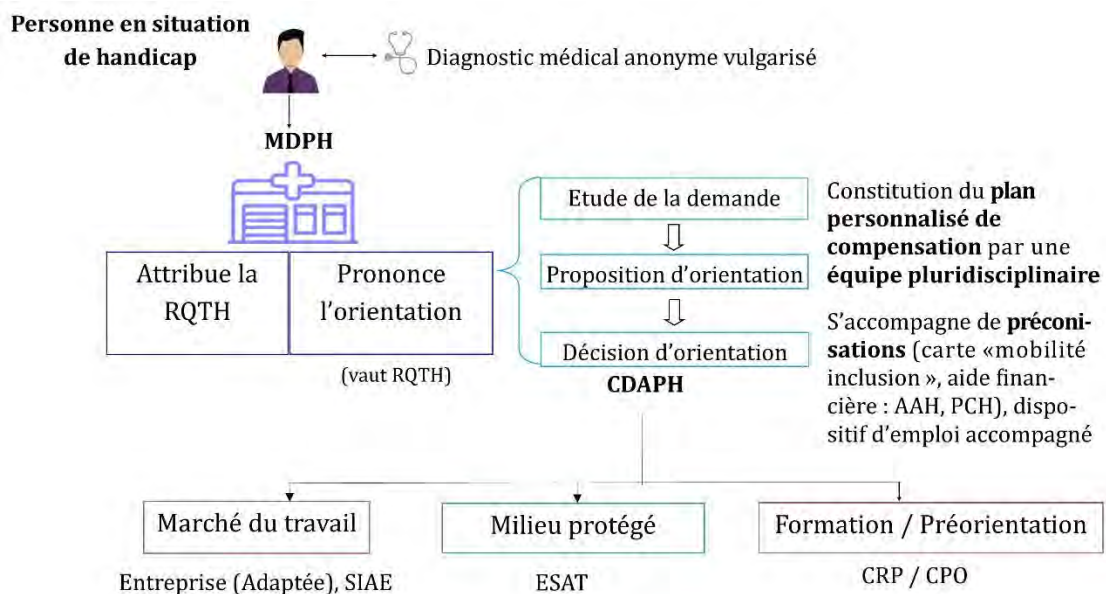 Personne en situation
de handicap
Diagnostic médical anonyme vulgarisé
MDPH
Attribue la
RQTH
Prononce
l’orientation
(vaut RQTH)
Etude de la demande
Proposition d’orientation
Décision d’orientation
CDAPH
Constitution du plan
personnalisé de
compensation par une
équipe pluridisciplinaire
S’accompagne de préconi-
sations (carte «mobilité
inclusion », aide finan-
cière : AAH, PCH), dispo-
sitif d’emploi accompagné
Marché du travail
Entreprise (Adaptée), SIAE
Milieu protégé
ESAT
Formation / Préorientation
CRP / CPO